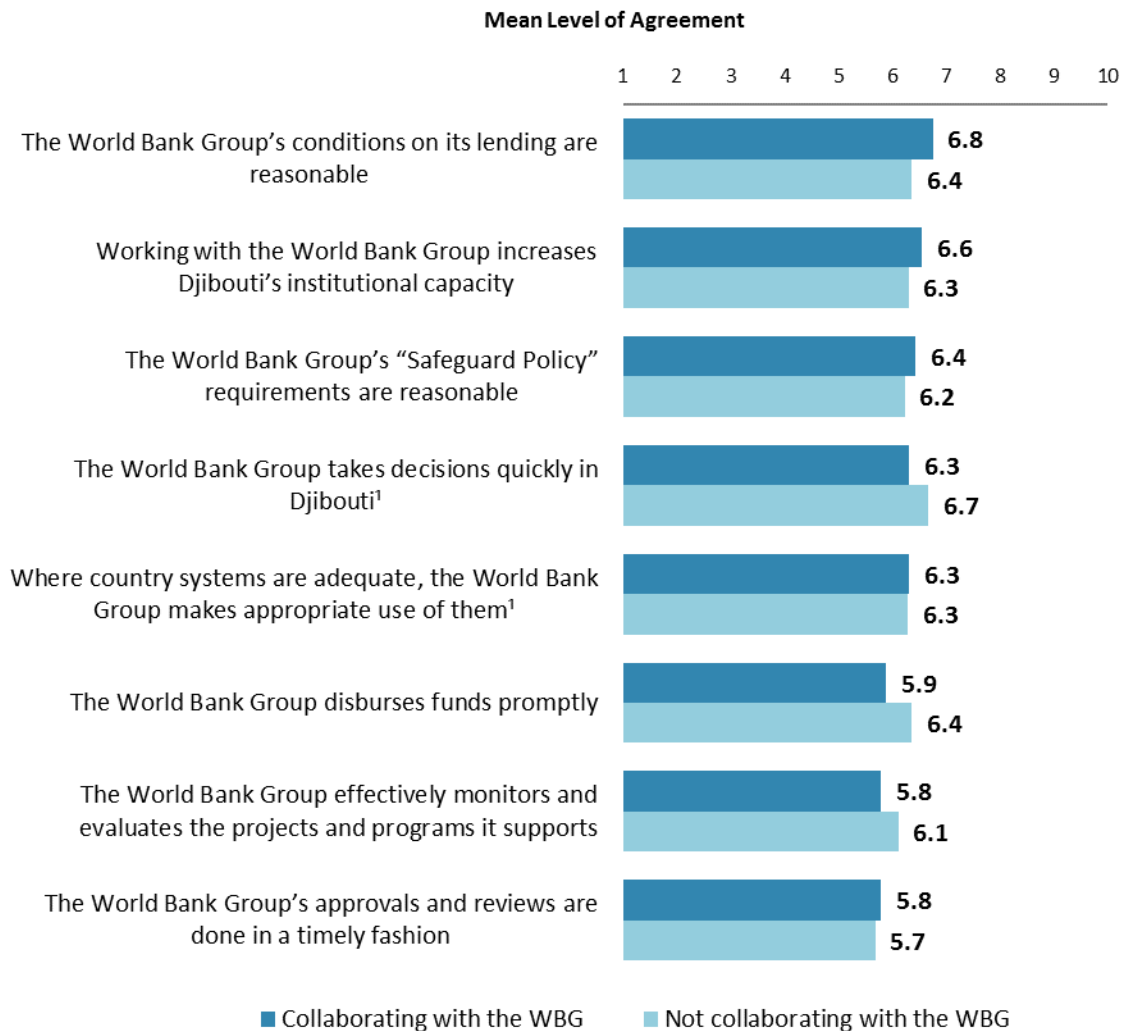 Mean Level of Agreement
1 2 3 4 5 6 7 8 9 10
The World Bank Group’s conditions on its lending are
reasonable
6.8
6.4
Working with the World Bank Group increases
Djibouti’s institutional capacity
6.6
6.3
The World Bank Group’s “Safeguard Policy”
requirements are reasonable
6.4
6.2
The World Bank Group takes decisions quickly in
Djibouti¹
6.3
6.7
Where country systems are adequate, the World Bank
Group makes appropriate use of them¹
6.3
6.3
The World Bank Group disburses funds promptly
5.9
6.4
The World Bank Group effectively monitors and
evaluates the projects and programs it supports
5.8
6.1
The World Bank Group’s approvals and reviews are
done in a timely fashion
5.8
5.7
Collaborating with the WBG
Not collaborating with the WBG